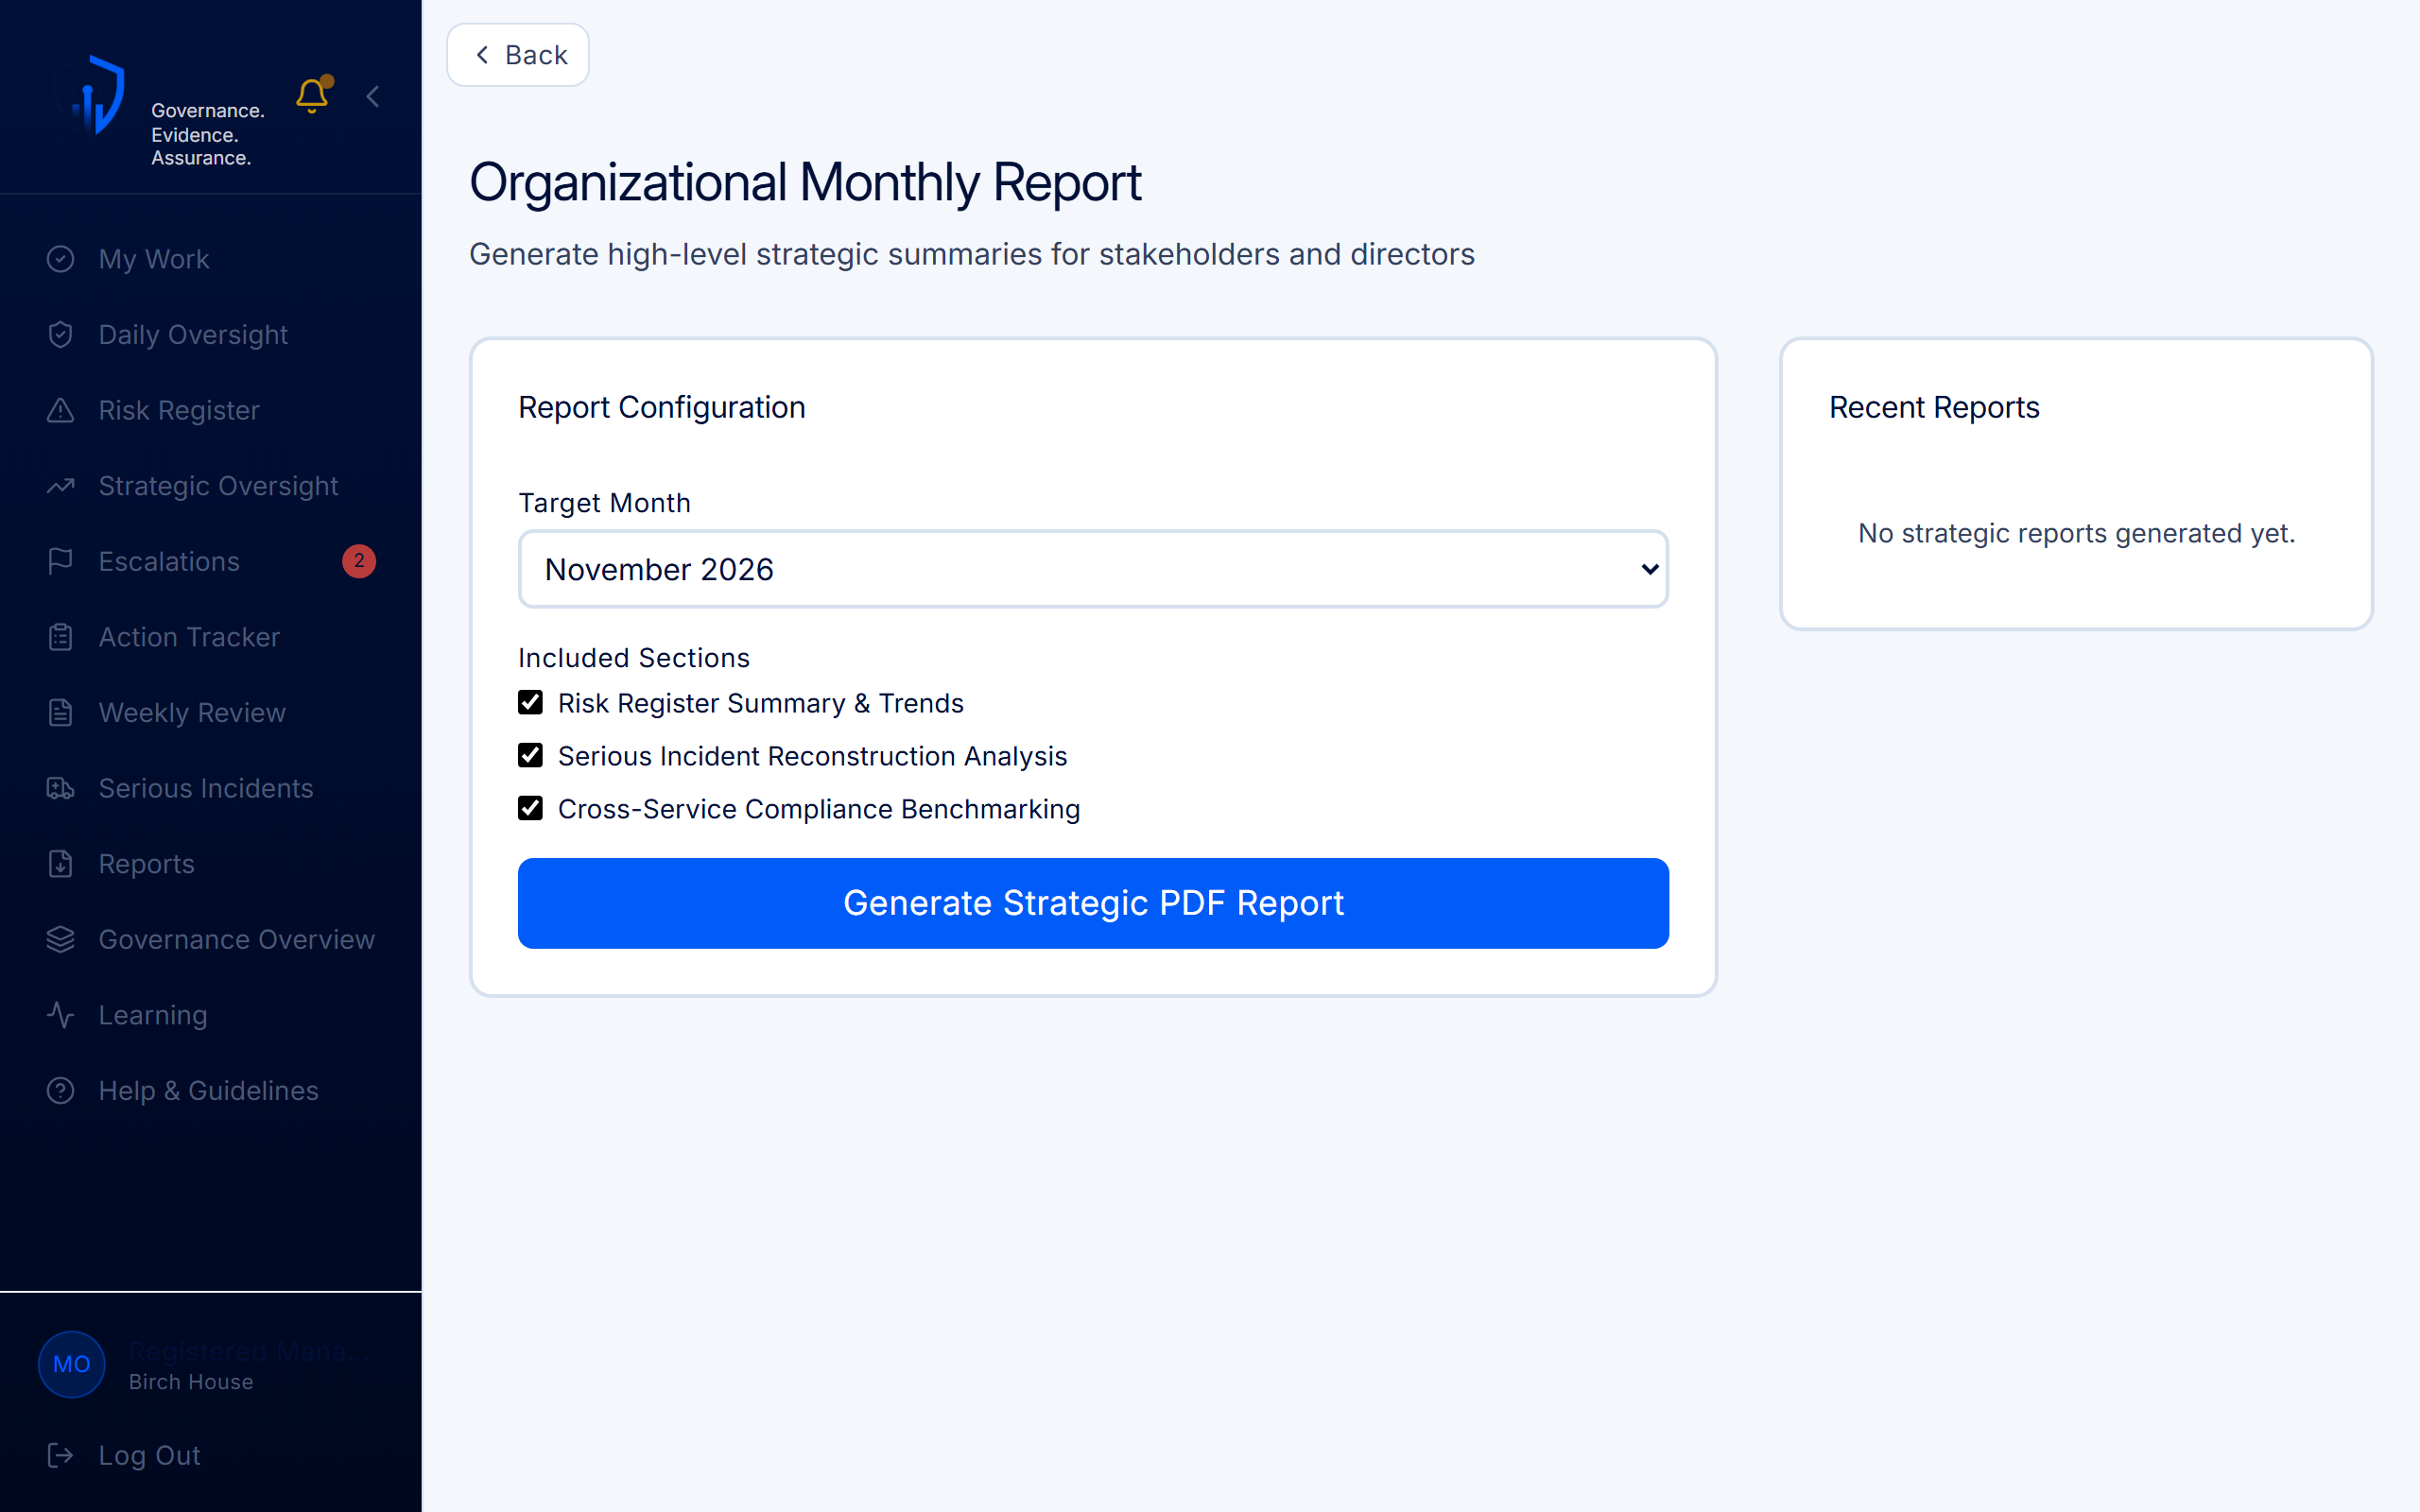 Governance.
Evidence.
Assurance.
My Work
Daily Oversight
Risk Register
Strategic Oversight
Escalations
2
Action Tracker
Weekly Review
Serious Incidents
Reports
Governance Overview
Learning
Help & Guidelines
MO
Registered Mana...
Birch House
Log Out
Back
Organizational Monthly Report
Generate high-level strategic summaries for stakeholders and directors
Report Configuration
Target Month
November 2026
Included Sections
Risk Register Summary & Trends
Serious Incident Reconstruction Analysis
Cross-Service Compliance Benchmarking
Generate Strategic PDF Report
Recent Reports
No strategic reports generated yet.